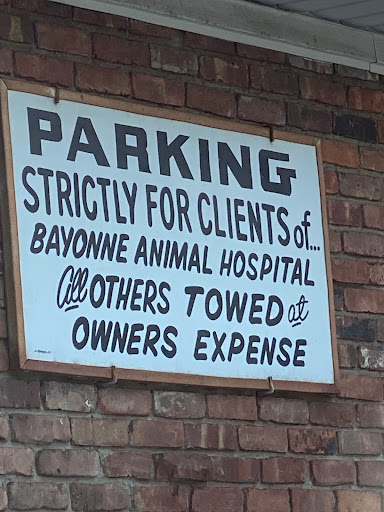 PARKING
STRICTLY FOR CLIENTS of...
BAYONNE ANIMAL HOSPITAL
All OTHERS TOWED at
OWNERS EXPENSE